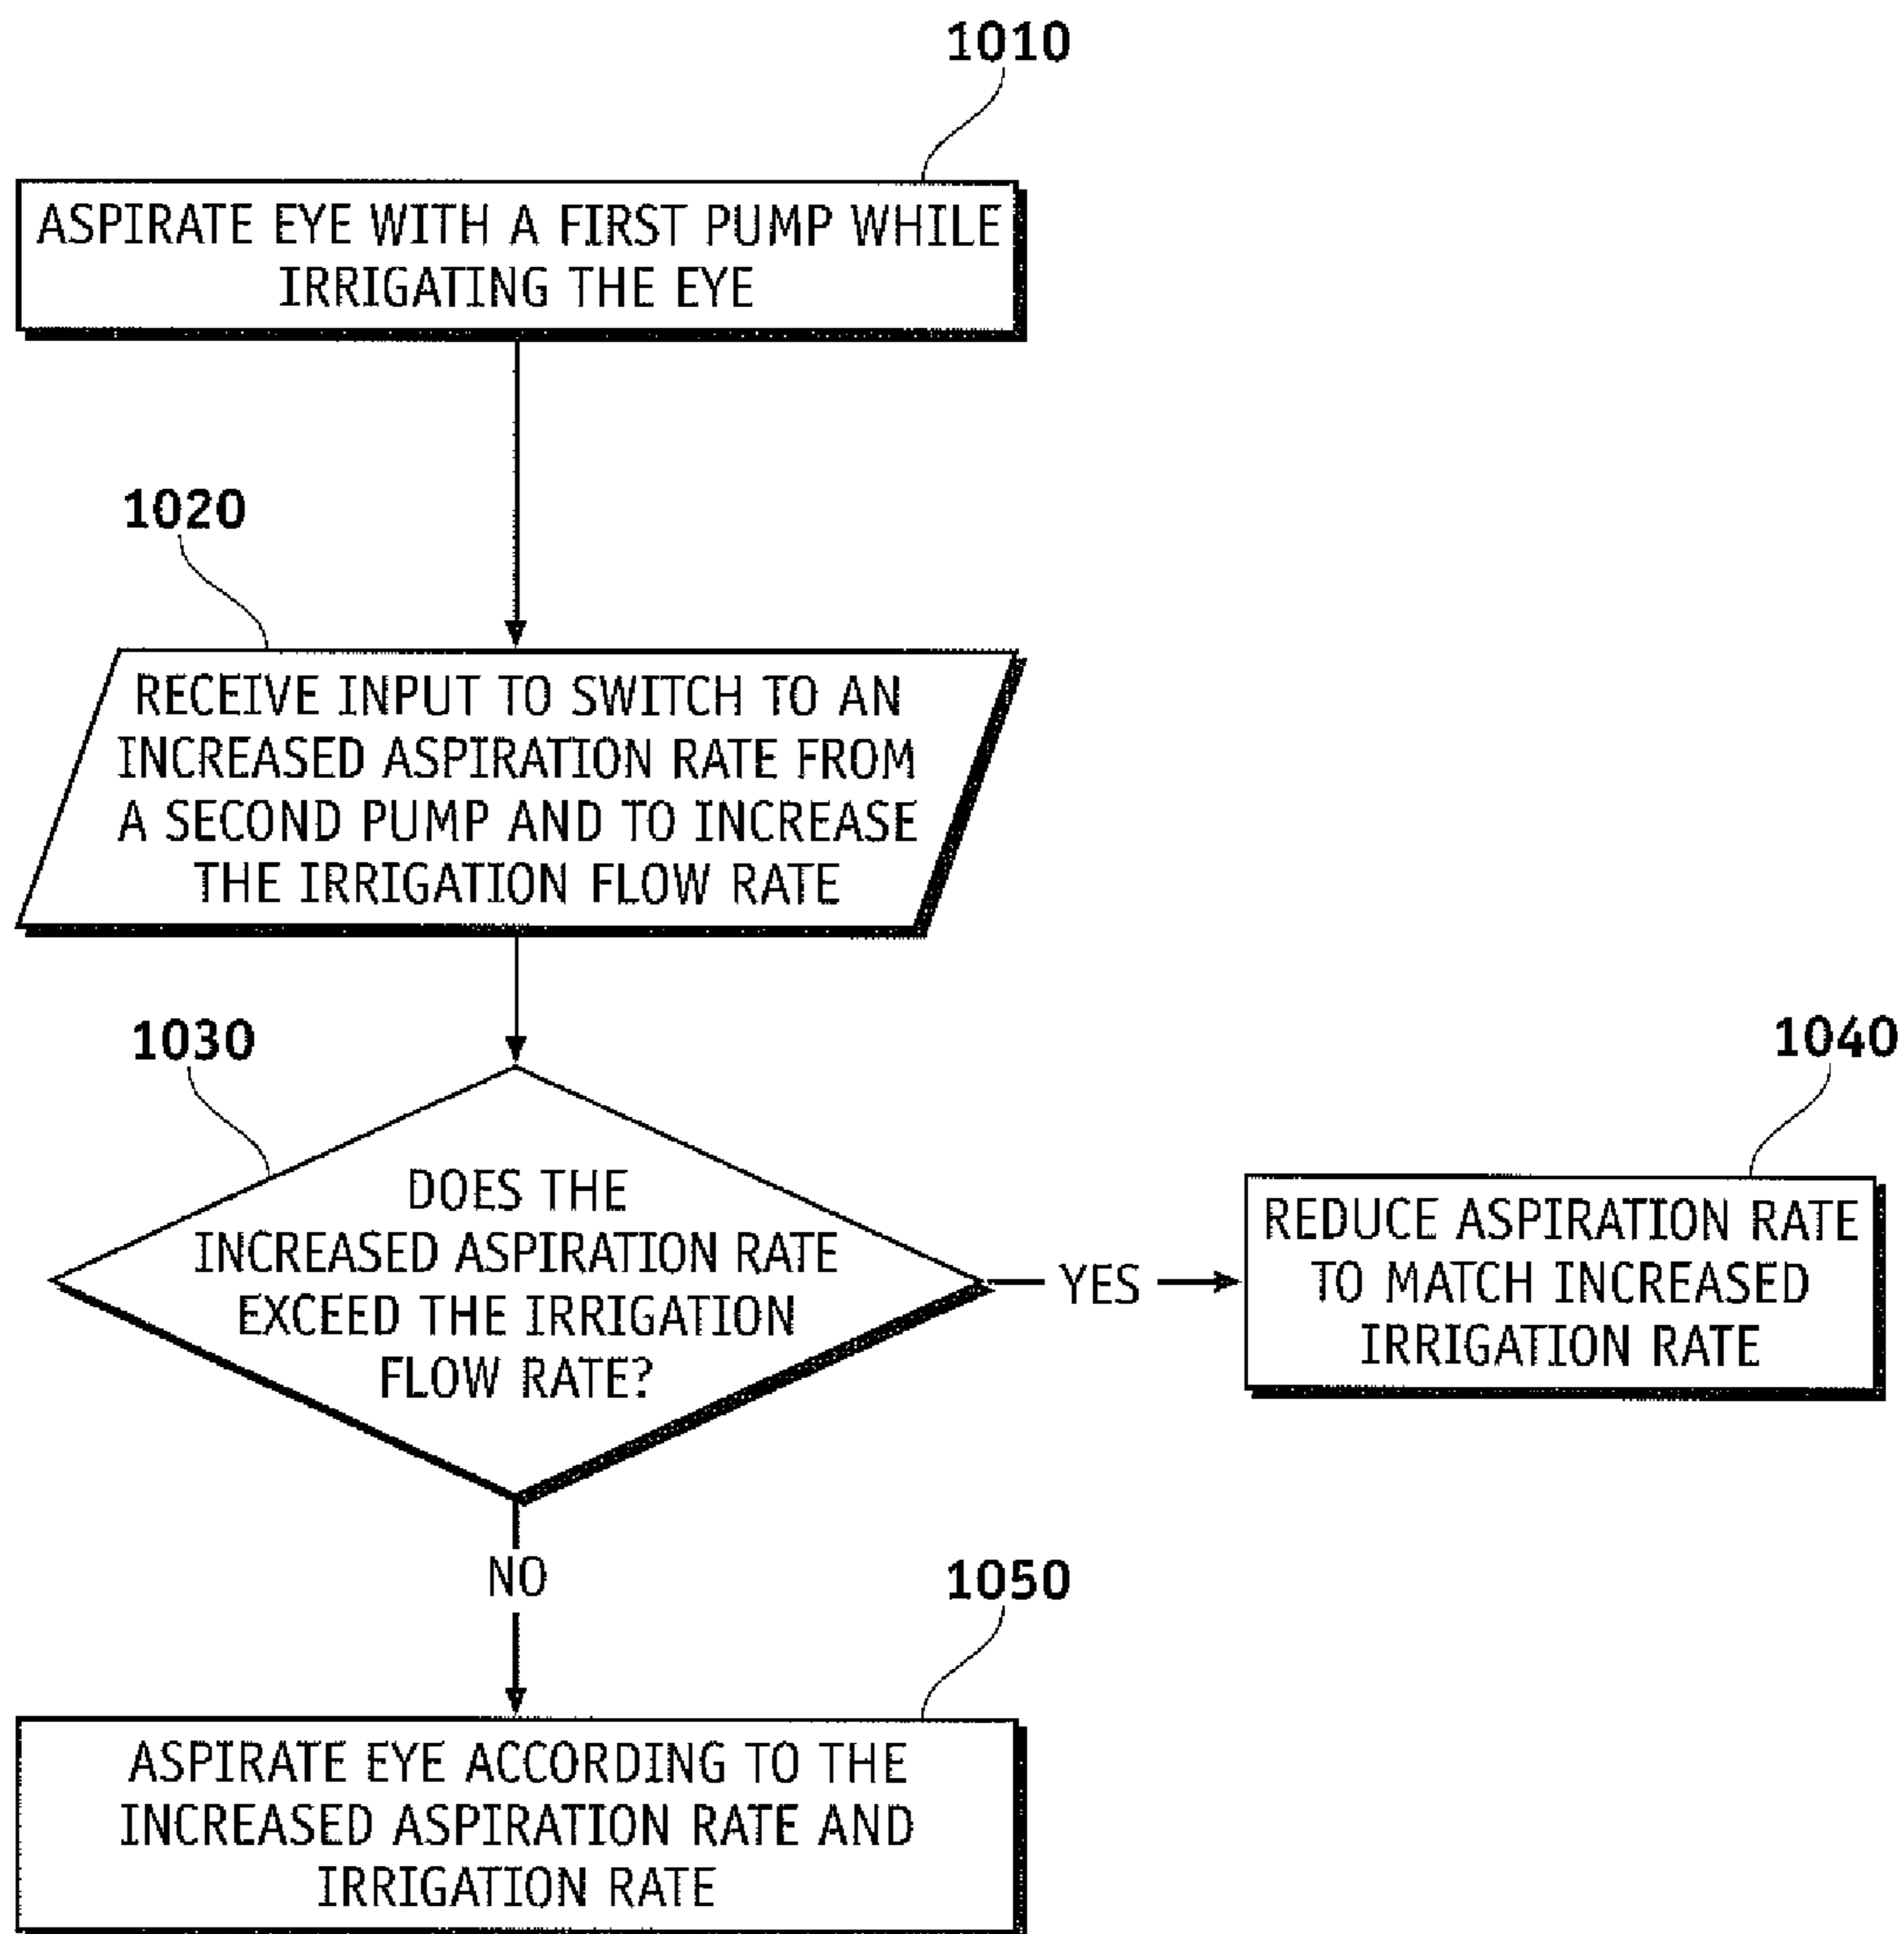 1010
ASPIRATE EYE WITH A FIRST PUMP WHILE
IRRIGATING THE EYE
1020
RECEIVE INPUT TO SWITCH TO AN
INCREASED ASPIRATION RATE FROM
A SECOND PUMP AND TO INCREASE
THE IRRIGATION FLOW RATE
1030
DOES THE
INCREASED ASPIRATION RATE
EXCEED THE IRRIGATION
FLOW RATE?
YES
1040
REDUCE ASPIRATION RATE
TO MATCH INCREASED
IRRIGATION RATE
NO
1050
ASPIRATE EYE ACCORDING TO THE
INCREASED ASPIRATION RATE AND
IRRIGATION RATE